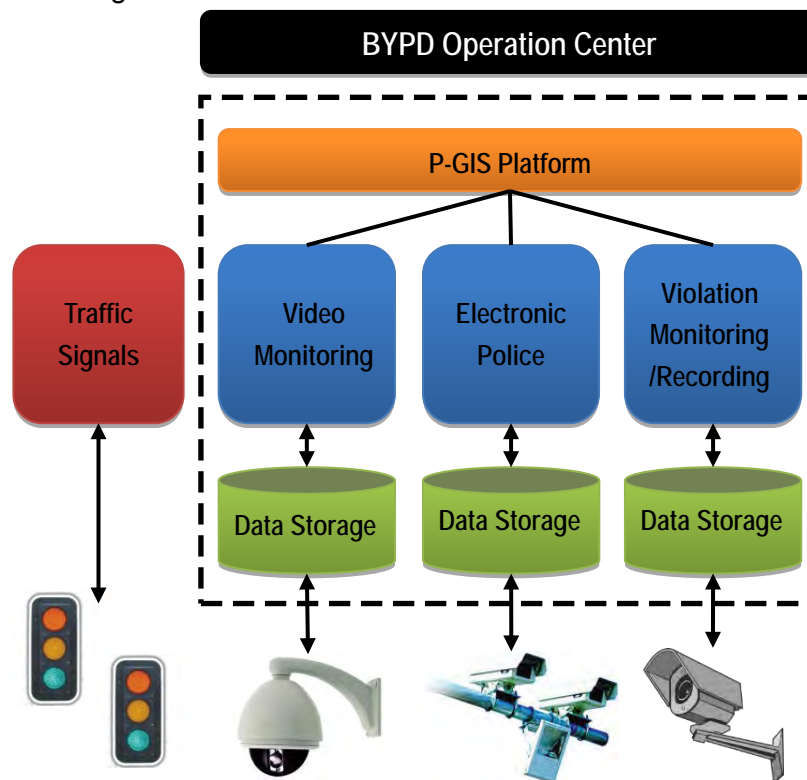 BYPD Operation Center
P-GIS Platform
Traffic
Signals
Video
Monitoring
Electronic
Police
Violation
Monitoring
/Recording
Data Storage
Data Storage
Data Storage